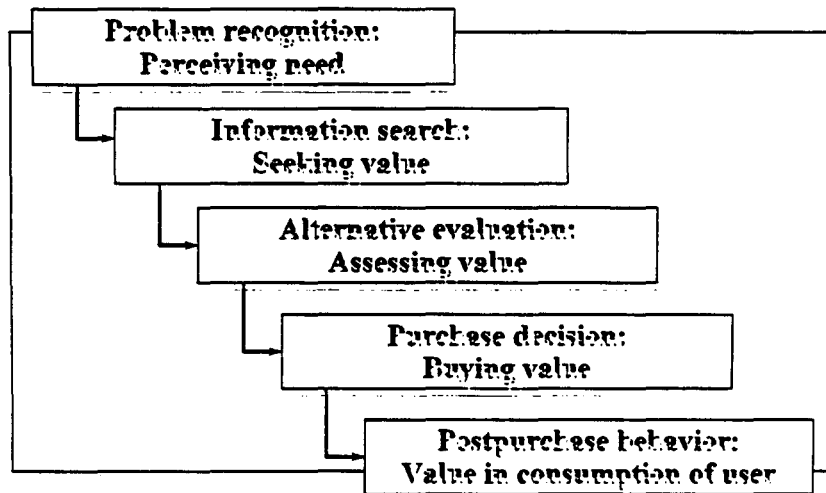 Problem recognition:
Perceiving need
Information search:
Seeking value
Alternative evaluation:
Assessing value
Purchase decision:
Buying value
Postpurchase behavior:
Value in consumption of user